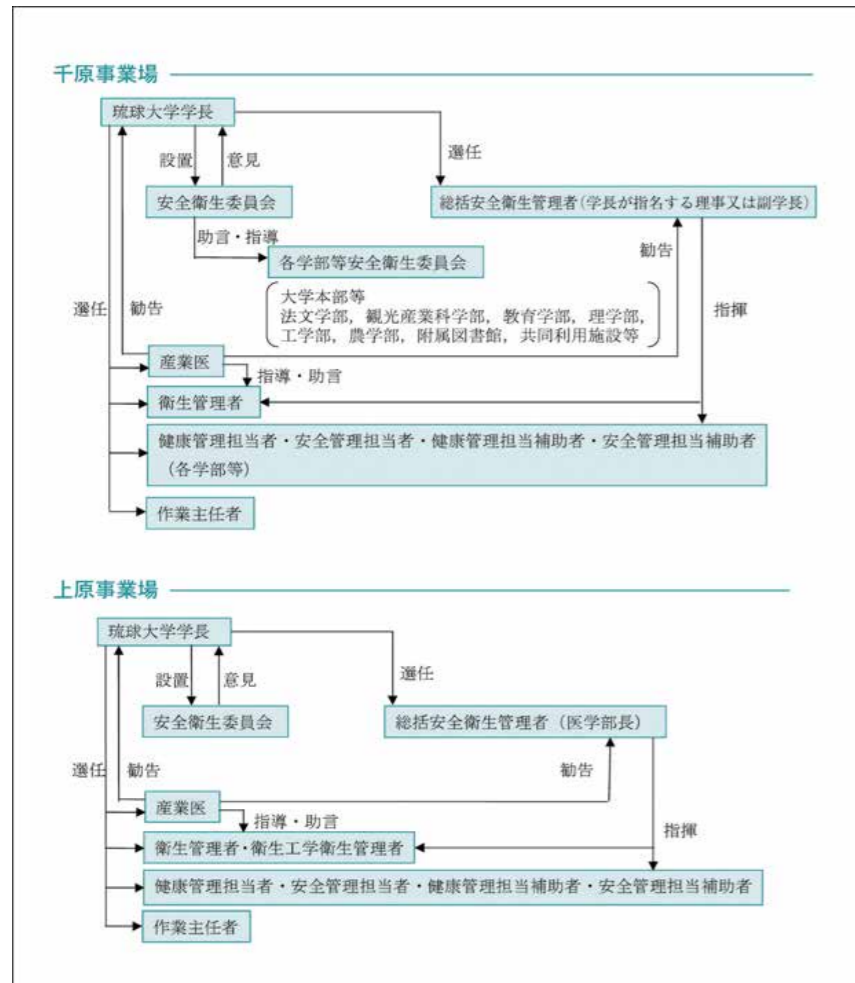 千原事業場
琉球大学学長
選任
設置
意見
安全衛生委員会
総括安全衛生管理者(学長が指名する理事又は副学長)
助言・指導
勧告
各学部等安全衛生委員会
大学本部等
法文学部，観光産業科学部，教育学部，理学部，
工学部，農学部，附属図書館，共同利用施設等
選任
勧告
指揮
産業医
指導・助言
衛生管理者
健康管理担当者・安全管理担当者・健康管理担当補助者・安全管理担当補助者
（各学部等）
作業主任者
上原事業場
琉球大学学長
選任
設置
意見
安全衛生委員会
総括安全衛生管理者（医学部長）
選任
勧告
勧告
産業医
指導・助言
指揮
衛生管理者・衛生工学衛生管理者
健康管理担当者・安全管理担当者・健康管理担当補助者・安全管理担当補助者
作業主任者